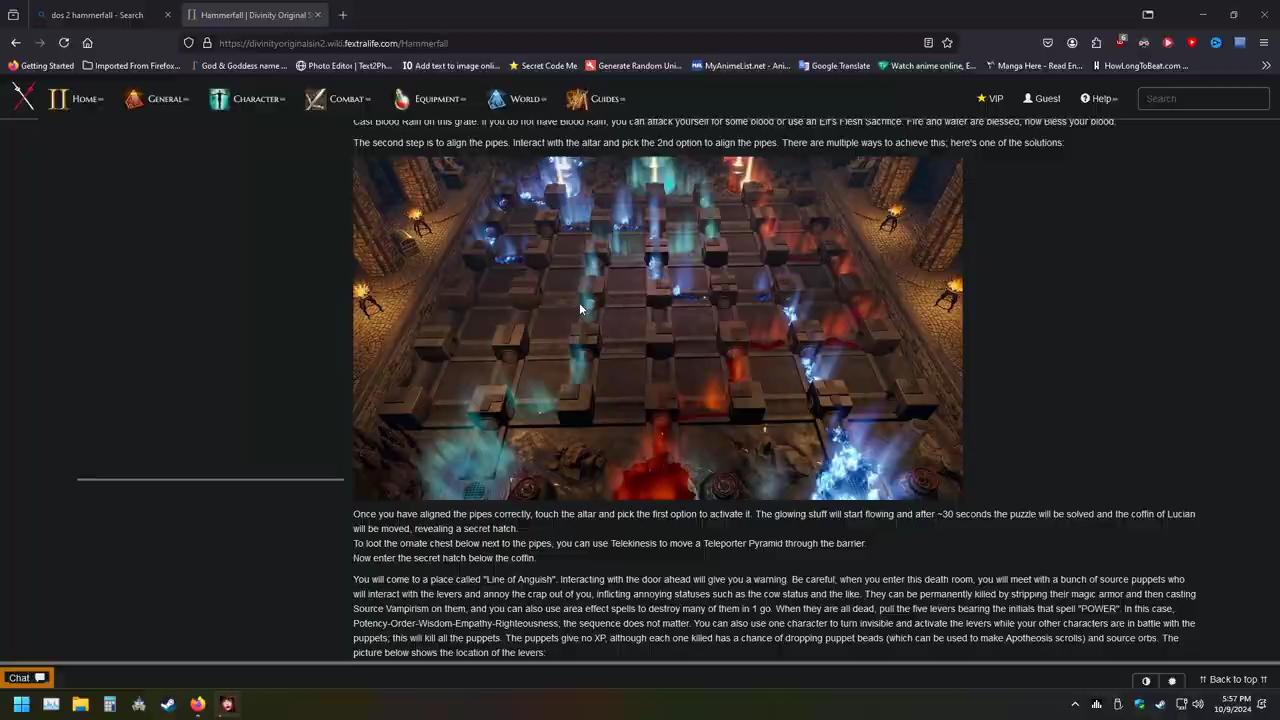 dos 2 hammerfall - Search
Hammerfall | Divinity Original S
https://divinityoriginalsin2.wiki.fextralife.com/Hammerfall
Getting Started
Imported From Firefox...
God & Goddess name ...
Photo Editor | Text2Ph...
Add text to image onlin...
Secret Code Me
Generate Random Uni...
MyAnimeList.net - Ani...
Google Translate
Watch anime online, E...
Manga Here - Read En...
HowLongToBeat.com ...
HOME
GENERAL
CHARACTER
COMBAT
EQUIPMENT
WORLD
GUIDES
VIP
Guest
Help
Search
Cast Blood Rain on this grate. If you do not have Blood Rain, you can attack yourself for some blood or use an Elf's Flesh Sacrifice. Fire and water are blessed, now Bless your blood.
The second step is to align the pipes. Interact with the altar and pick the 2nd option to align the pipes. There are multiple ways to achieve this; here's one of the solutions:
Once you have aligned the pipes correctly, touch the altar and pick the first option to activate it. The glowing stuff will start flowing and after ~30 seconds the puzzle will be solved and the coffin of Lucian
will be moved, revealing a secret hatch.
To loot the ornate chest below next to the pipes, you can use Telekinesis to move a Teleporter Pyramid through the barrier.
Now enter the secret hatch below the coffin.
You will come to a place called "Line of Anguish". Interacting with the door ahead will give you a warning. Be careful, when you enter this death room, you will meet with a bunch of source puppets who
will interact with the levers and annoy the crap out of you, inflicting annoying statuses such as the cow status and the like. They can be permanently killed by stripping their magic armor and then casting
Source Vampirism on them, and you can also use area effect spells to destroy many of them in 1 go. When they are all dead, pull the five levers bearing the initials that spell "POWER". In this case,
Potency-Order-Wisdom-Empathy-Righteousness; the sequence does not matter. You can also use one character to turn invisible and activate the levers while your other characters are in battle with the
puppets; this will kill all the puppets. The puppets give no XP, although each one killed has a chance of dropping puppet beads (which can be used to make Apotheosis scrolls) and source orbs. The
picture below shows the location of the levers:
Chat
Back to top
5:57 PM
10/9/2024